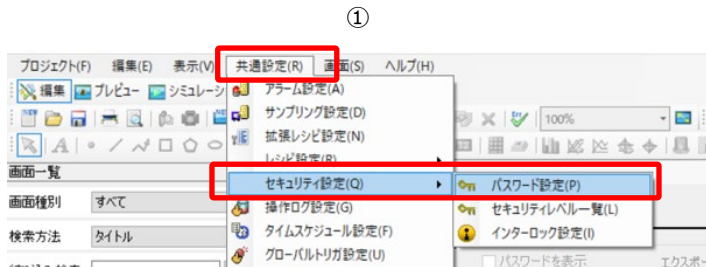 ①
プロジェクト(F) 編集(E) 表示(V) 共通設定(R) 画面(S) ヘルプ(H)
編集 プレビュー シミュレーシ アラーム設定(A)
サンプリング設定(D)
100%
拡張レシピ設定(N)
レシピ設定(R)
画面一覧
セキュリティ設定(Q) パスワード設定(P)
画面種別 すべて 操作ログ設定(G) セキュリティレベル一覧(L)
検索方法 タイトル タイムスケジュール設定(F) インターロック設定(I)
グローバルトリガ設定(U) パスワードを表示 エクスポー